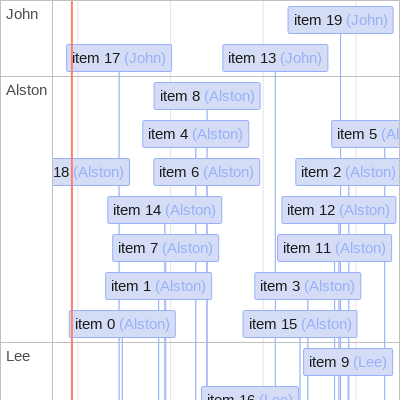 John
item 19 (John)
item 17 (John)
item 13 (John)
Alston
item 8 (Alston)
item 4 (Alston)
item 5 (Al
18 (Alston)
item 6 (Alston)
item 2 (Alston)
item 14 (Alston)
item 12 (Alston)
item 7 (Alston)
item 11 (Alston)
item 1 (Alston)
item 3 (Alston)
item 0 (Alston)
item 15 (Alston)
Lee
item 9 (Lee)
item 16 (Lee)